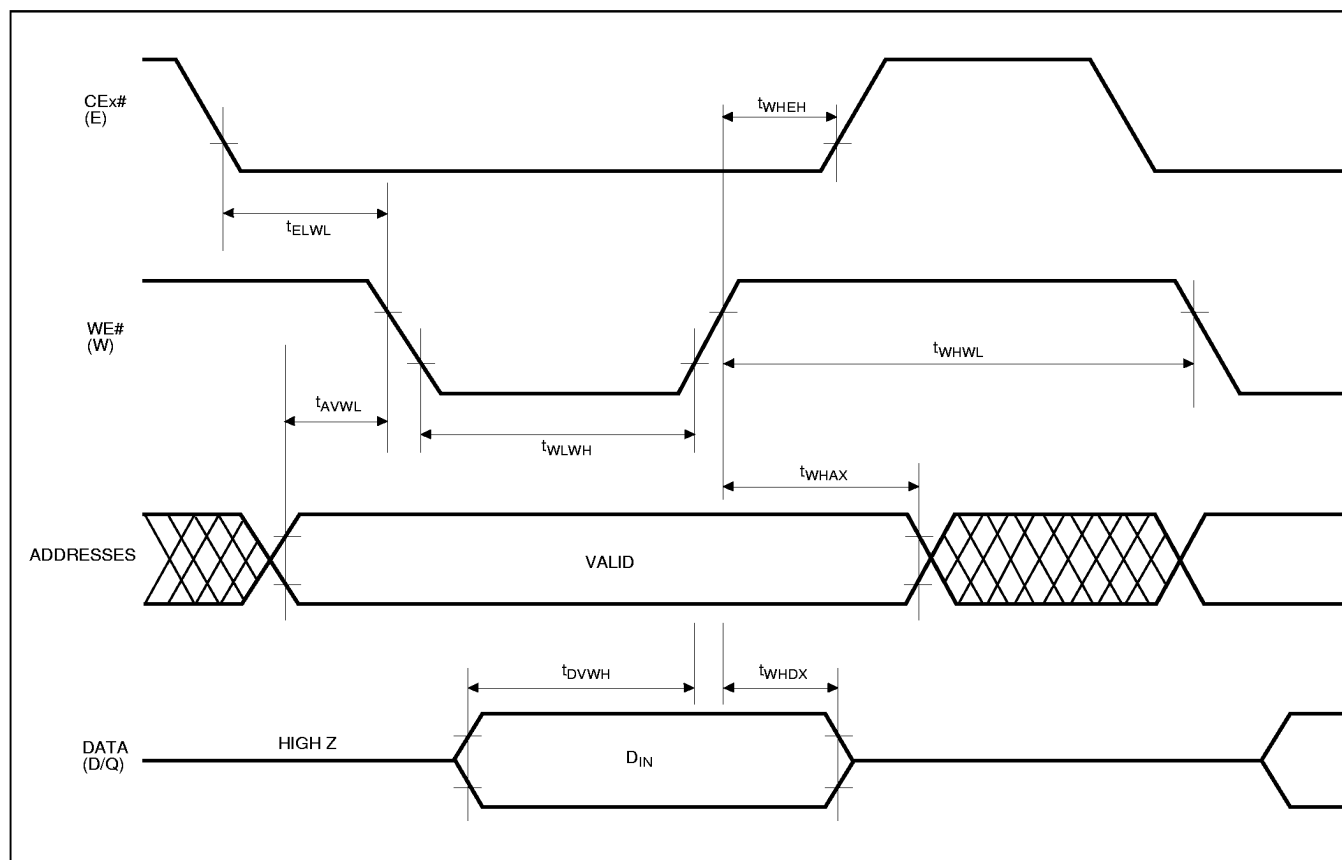 CEx#
(E)
tWHEH
tELWL
WE#
(W)
tWHWL
tAVWL
tWLWH
tWHAX
ADDRESSES
VALID
tDVWH
tWHDX
DATA
(D/Q)
HIGH Z
DIN